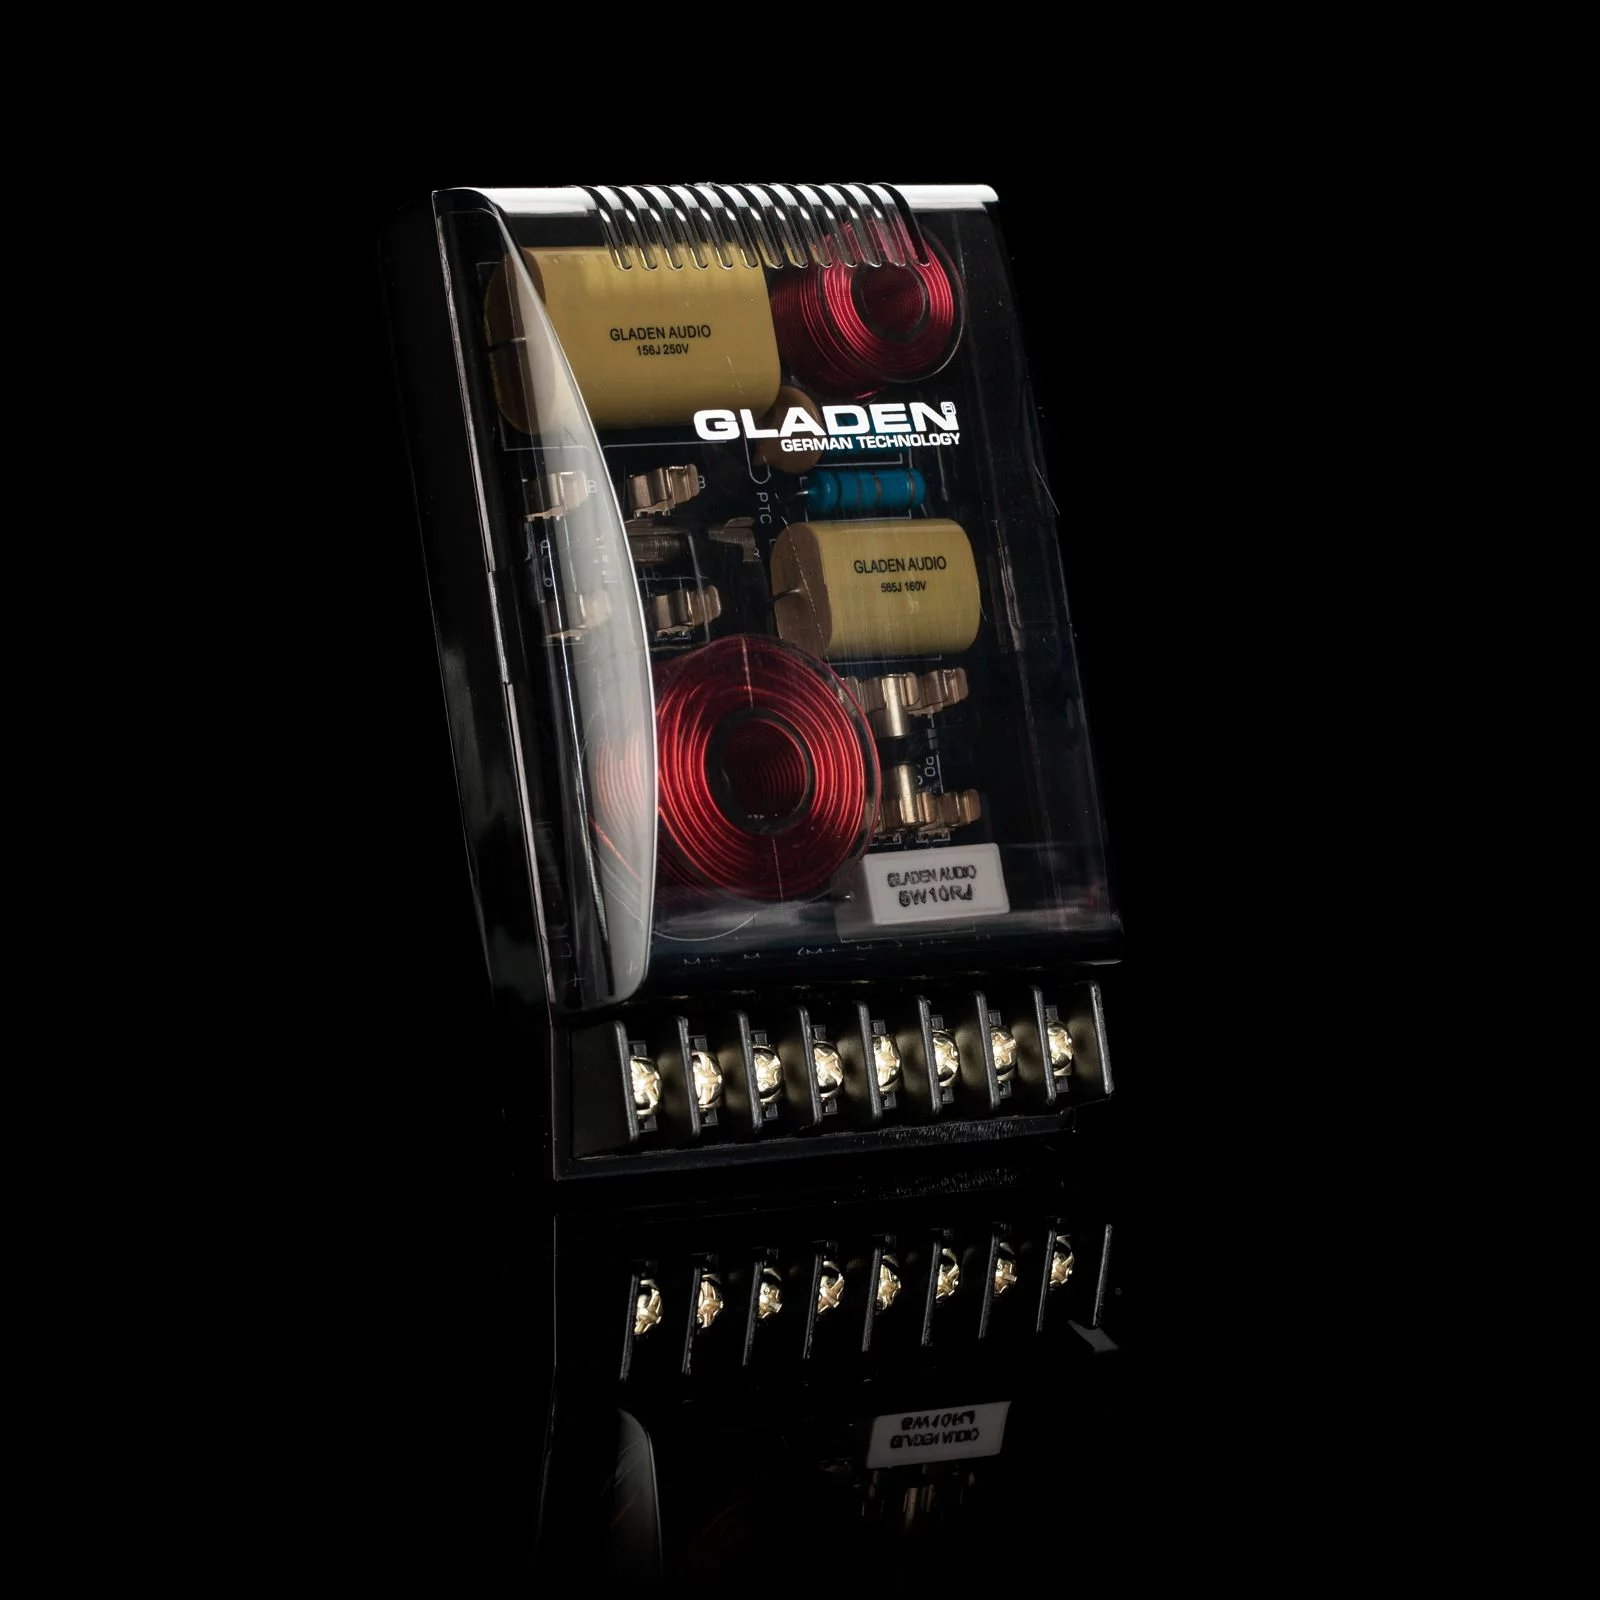 GLADEN AUDIO
156J 250V
GLADEN®
GERMAN TECHNOLOGY
B
B
PTC
A
GLADEN AUDIO
565J 160V
GLADEN AUDIO
5W10RJ